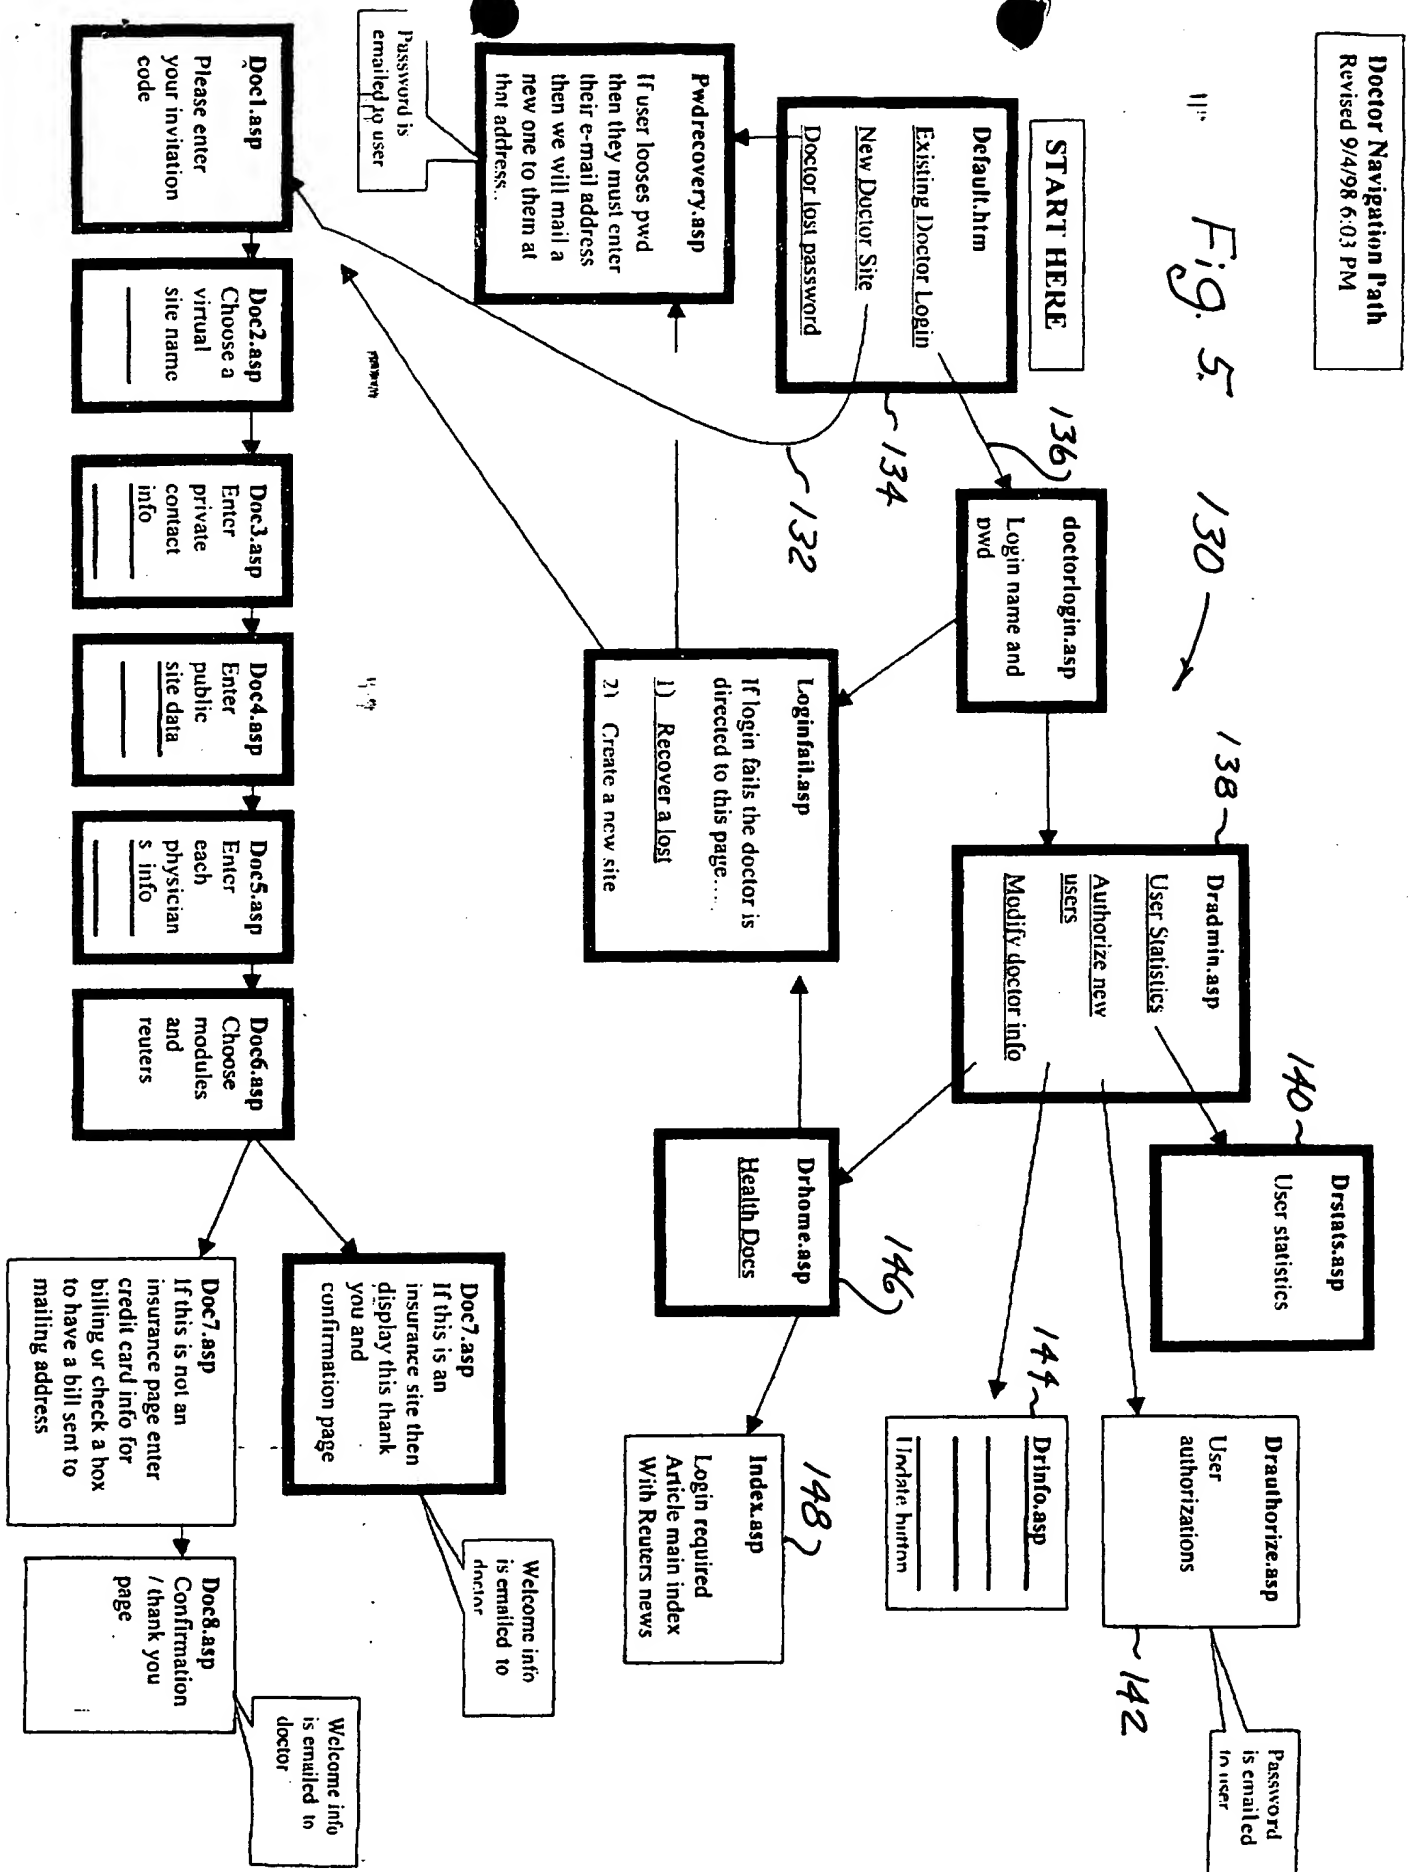 Doctor Navigation Path
Revised 9/4/98 6:03 PM
Fig. 5.
130
START HERE
Default.htm
Existing Doctor Login
New Doctor Site
Doctor lost password
134
132
136
Pwdrecovery.asp
If user looses pwd
then they must enter
their e-mail address
then we will mail a
new one to them at
that address..
Password is
emailed to user
doctorlogin.asp
Login name and
pwd
Loginfail.asp
If login fails the doctor is
directed to this page....
1) Recover a lost
2) Create a new site
138
Dradmin.asp
User Statistics
Authorize new
users
Modify doctor info
140
Drstats.asp
User statistics
Drauthorize.asp
User
authorizations
142
Password
is emailed
to user
144
Drinfo.asp
Update button
146
Drhome.asp
Health Docs
148
Index.asp
Login required
Article main index
With Reuters news
Doc1.asp
Please enter
your invitation
code
Doc2.asp
Choose a
virtual
site name
Doc3.asp
Enter
private
contact
info
Doc4.asp
Enter
public
site data
Doc5.asp
Enter
each
physician
s info
Doc6.asp
Choose
modules
and
reuters
Doc7.asp
If this is an
insurance site then
display this thank
you and
confirmation page
Welcome info
is emailed to
doctor
Doc7.asp
If this is not an
insurance page enter
credit card info for
billing or check a box
to have a bill sent to
mailing address
Doc8.asp
Confirmation
/ thank you
page
Welcome info
is emailed to
doctor